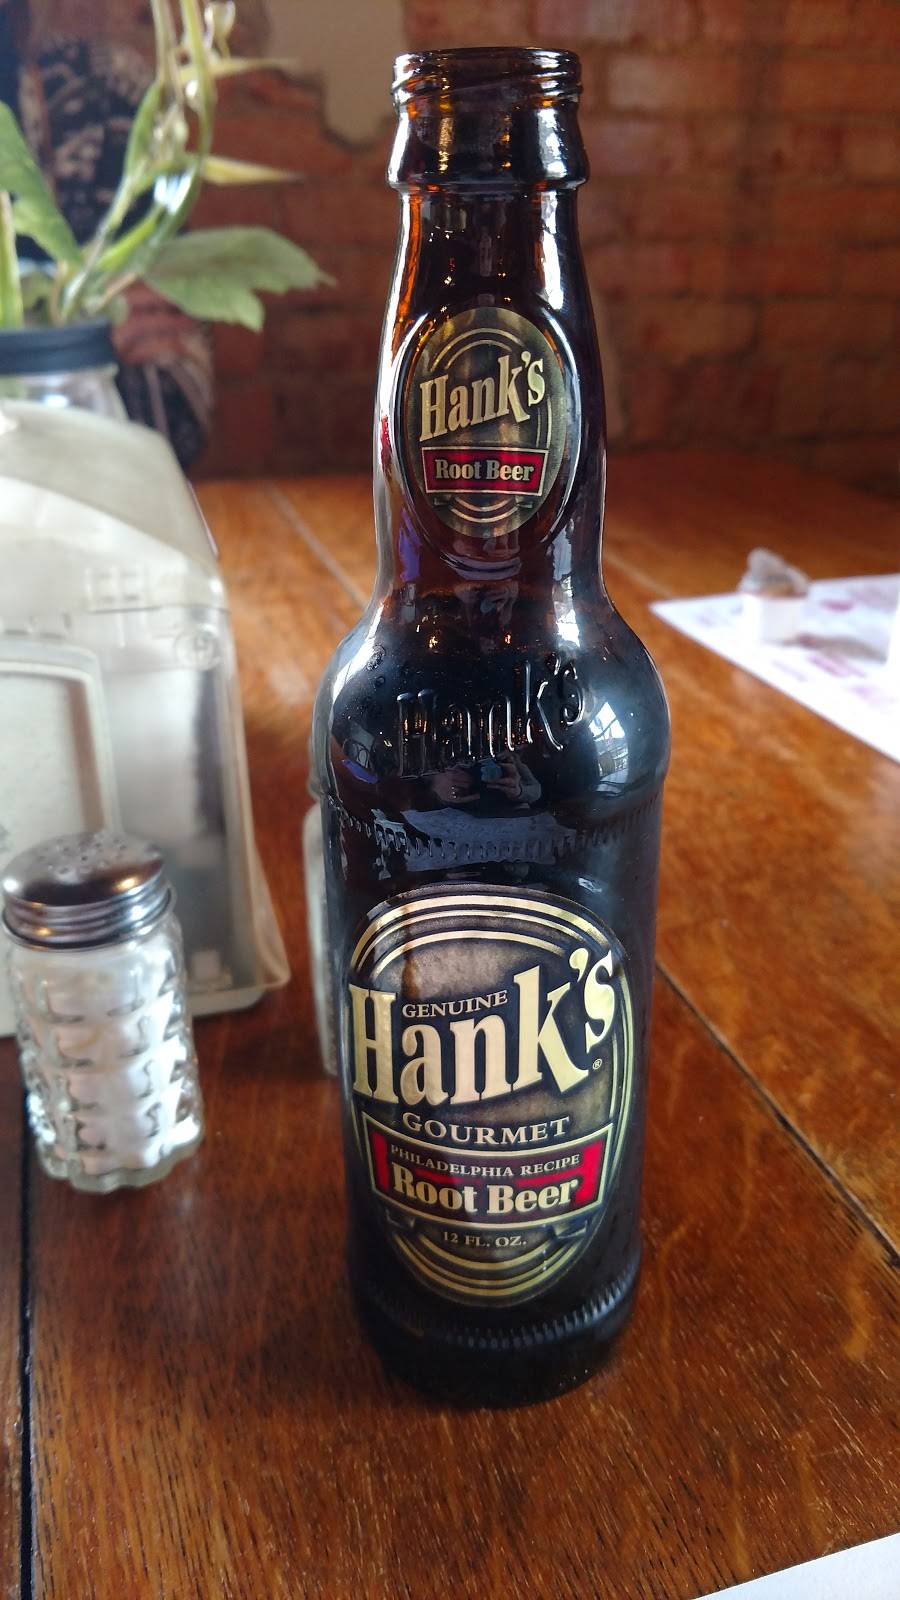 Hank's
Root Beer
Hank's
GENUINE
Hank's®
GOURMET
PHILADELPHIA RECIPE
Root Beer
12 FL. OZ.